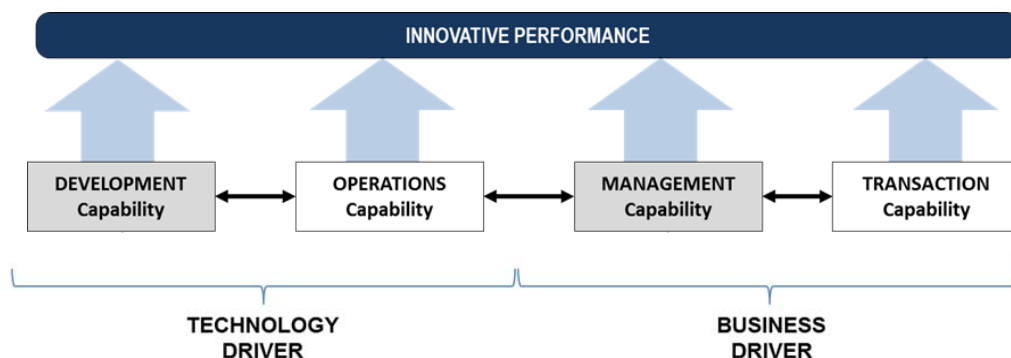 INNOVATIVE PERFORMANCE
DEVELOPMENT
Capability
OPERATIONS
Capability
MANAGEMENT
Capability
TRANSACTION
Capability
TECHNOLOGY
DRIVER
BUSINESS
DRIVER